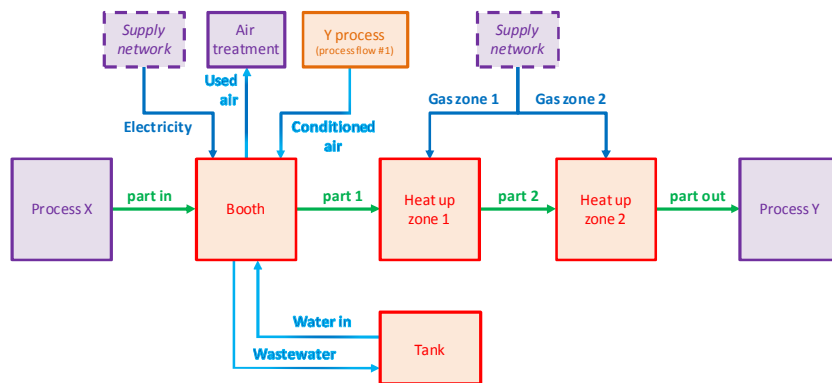 Supply
network
Air
treatment
Y process
(process flow #1)
Supply
network
Used
air
Electricity
Conditioned
air
Gas zone 1
Gas zone 2
Process X
part in
Booth
part 1
Heat up
zone 1
part 2
Heat up
zone 2
part out
Process Y
Water in
Wastewater
Tank